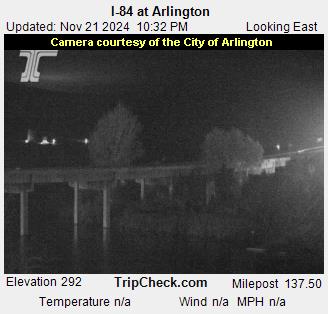 I-84 at Arlington
Updated: Nov 21 2024 10:32 PM Looking East
Camera courtesy of the City of Arlington
Elevation 292 TripCheck.com Milepost 137.50
Temperature n/a Wind n/a MPH n/a